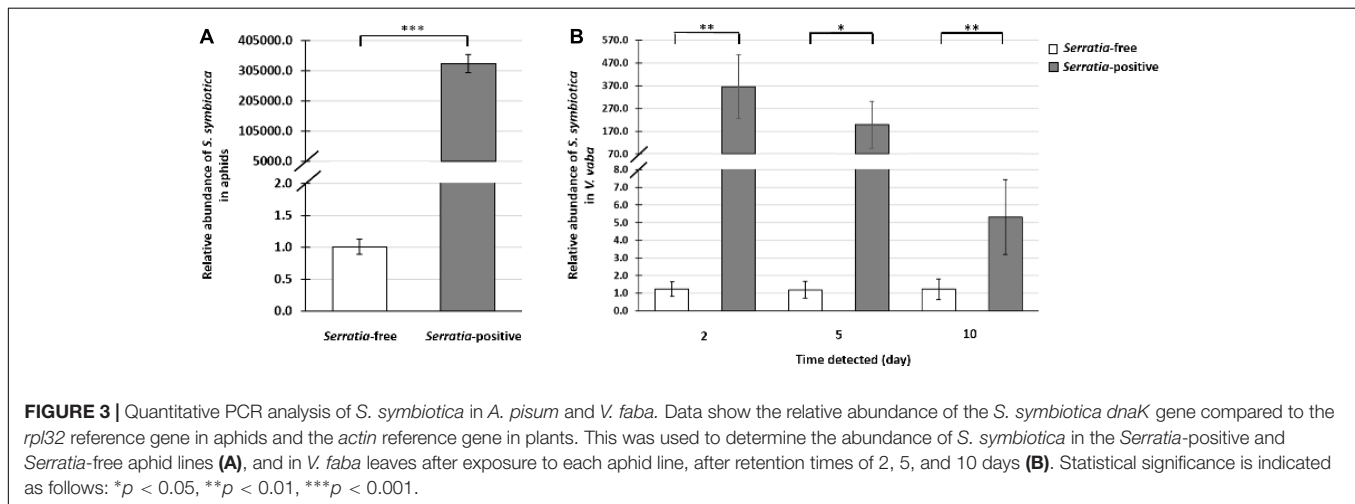 A
***
405000.0
305000.0
205000.0
105000.0
5000.0
2.0
1.5
1.0
0.5
0.0
Relative abundance of S. symbiotica
in aphids
Serratia-free
Serratia-positive
B
**
*
**
570.0
470.0
370.0
270.0
170.0
70.0
8.0
7.0
6.0
5.0
4.0
3.0
2.0
1.0
0.0
Relative abundance of S. symbiotica
in V. vaba
2
5
10
Time detected (day)
Serratia-free
Serratia-positive
FIGURE 3 | Quantitative PCR analysis of S. symbiotica in A. pisum and V. faba. Data show the relative abundance of the S. symbiotica dnaK gene compared to the
rpl32 reference gene in aphids and the actin reference gene in plants. This was used to determine the abundance of S. symbiotica in the Serratia-positive and
Serratia-free aphid lines (A), and in V. faba leaves after exposure to each aphid line, after retention times of 2, 5, and 10 days (B). Statistical significance is indicated
as follows: *p < 0.05, **p < 0.01, ***p < 0.001.